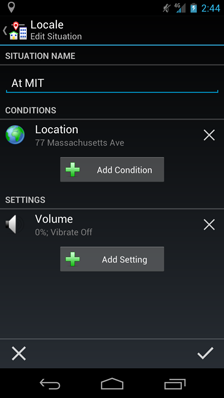 4G
2:44
Locale
Edit Situation
SITUATION NAME
At MIT
CONDITIONS
Location
77 Massachusetts Ave
Add Condition
SETTINGS
Volume
0%; Vibrate Off
Add Setting